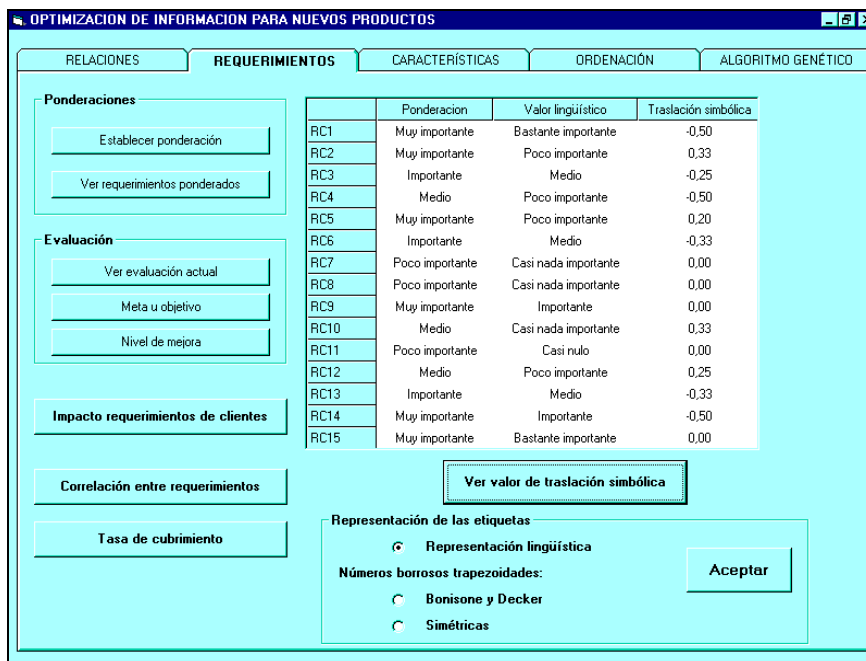 OPTIMIZACION DE INFORMACION PARA NUEVOS PRODUCTOS
RELACIONES REQUERIMIENTOS CARACTERÍSTICAS ORDENACIÓN ALGORITMO GENÉTICO
Ponderaciones
Establecer ponderación
Ver requerimientos ponderados
Evaluación
Ver evaluación actual
Meta u objetivo
Nivel de mejora
Impacto requerimientos de clientes
Correlación entre requerimientos
Tasa de cubrimiento
Ponderacion Valor lingüístico Traslación simbólica
RC1 Muy importante Bastante importante -0,50
RC2 Muy importante Poco importante 0,33
RC3 Importante Medio -0,25
RC4 Medio Poco importante -0,50
RC5 Muy importante Poco importante 0,20
RC6 Importante Medio -0,33
RC7 Poco importante Casi nada importante 0,00
RC8 Poco importante Casi nada importante 0,00
RC9 Muy importante Importante 0,00
RC10 Medio Casi nada importante 0,33
RC11 Poco importante Casi nulo 0,00
RC12 Medio Poco importante 0,25
RC13 Importante Medio -0,33
RC14 Muy importante Importante -0,50
RC15 Muy importante Bastante importante 0,00
Ver valor de traslación simbólica
Representación de las etiquetas
Representación lingüística
Números borrosos trapezoidades:
Bonisone y Decker
Simétricas
Aceptar